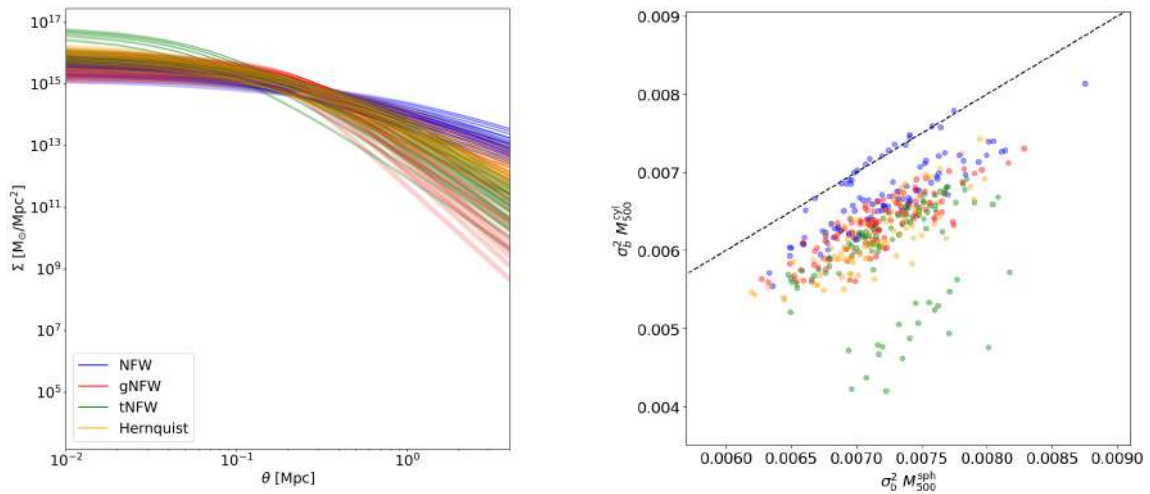 10^17
10^15
10^13
10^11
10^9
10^7
10^5
Σ [M_⊙/Mpc^2]
NFW
gNFW
tNFW
Hernquist
10^−2
10^−1
10^0
θ [Mpc]
0.009
0.008
0.007
0.006
0.005
0.004
σ_b^2 M_500^cyl
0.0060
0.0065
0.0070
0.0075
0.0080
0.0085
0.0090
σ_b^2 M_500^sph